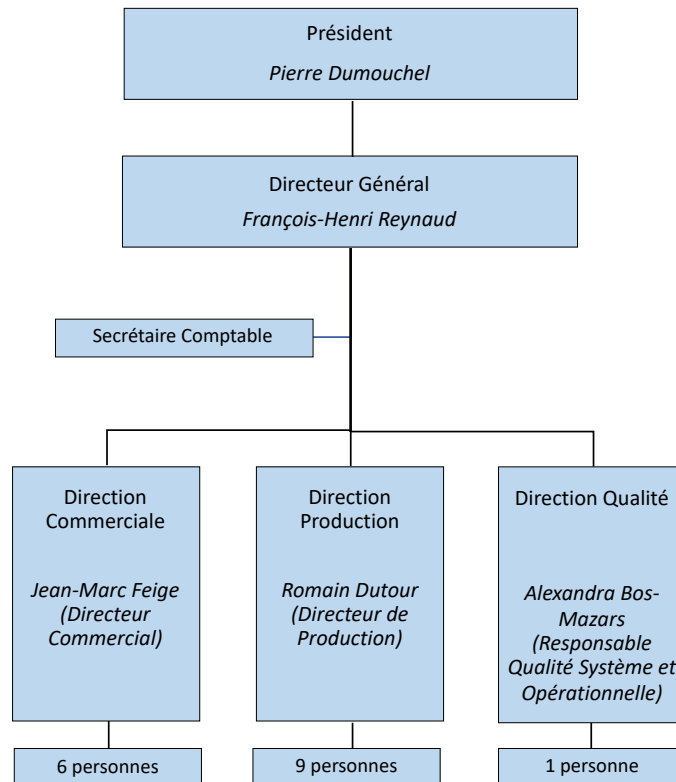 Président
Pierre Dumouchel
Directeur Général
François-Henri Reynaud
Secrétaire Comptable
Direction
Commerciale
Jean-Marc Feige
(Directeur
Commercial)
Direction
Production
Romain Dutour
(Directeur de
Production)
Direction Qualité
Alexandra Bos-
Mazars
(Responsable
Qualité Système et
Opérationnelle)
6 personnes
9 personnes
1 personne